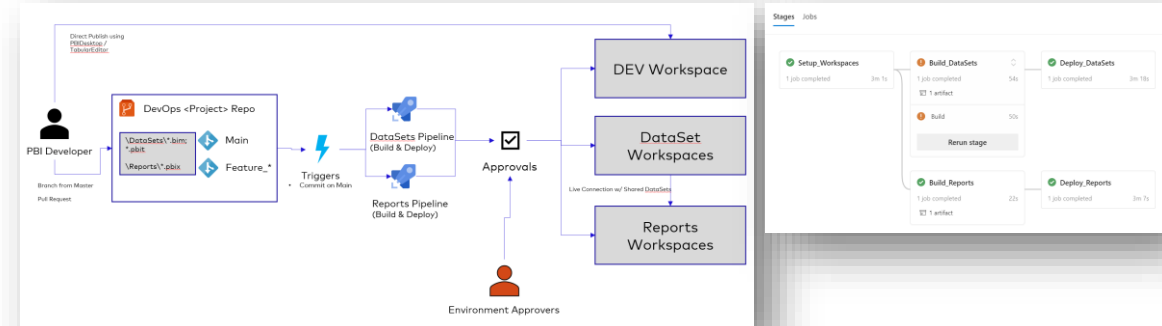 Direct Publish using
PBIDesktop /
TabularEditor
PBI Developer
Branch from Master
Pull Request
DevOps <Project> Repo
\DataSets\*.bim;
*.pbit
\Reports\*.pbix
Main
Feature_*
Triggers
• Commit on Main
DataSets Pipeline
(Build & Deploy)
Reports Pipeline
(Build & Deploy)
Approvals
Environment Approvers
DEV Workspace
DataSet
Workspaces
Live Connection w/ Shared DataSets
Reports
Workspaces
Stages Jobs
Setup_Workspaces
1 job completed 3m 1s
Build_DataSets
1 job completed 54s
1 artifact
Build 50s
Rerun stage
Deploy_DataSets
1 job completed 3m 18s
Build_Reports
1 job completed 22s
1 artifact
Deploy_Reports
1 job completed 3m 7s